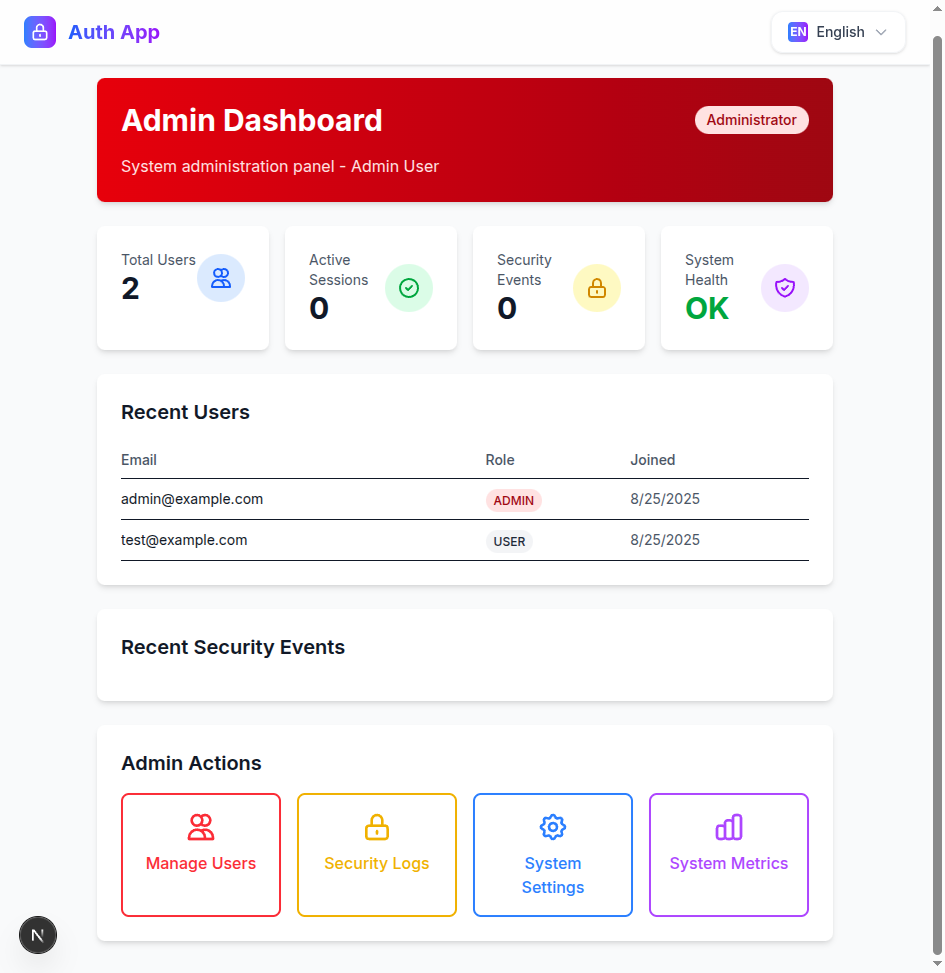 Auth App
EN English
Admin Dashboard
Administrator
System administration panel - Admin User
Total Users
2
Active
Sessions
0
Security
Events
0
System
Health
OK
Recent Users
Email Role Joined
admin@example.com ADMIN 8/25/2025
test@example.com USER 8/25/2025
Recent Security Events
Admin Actions
Manage Users
Security Logs
System
Settings
System Metrics
N